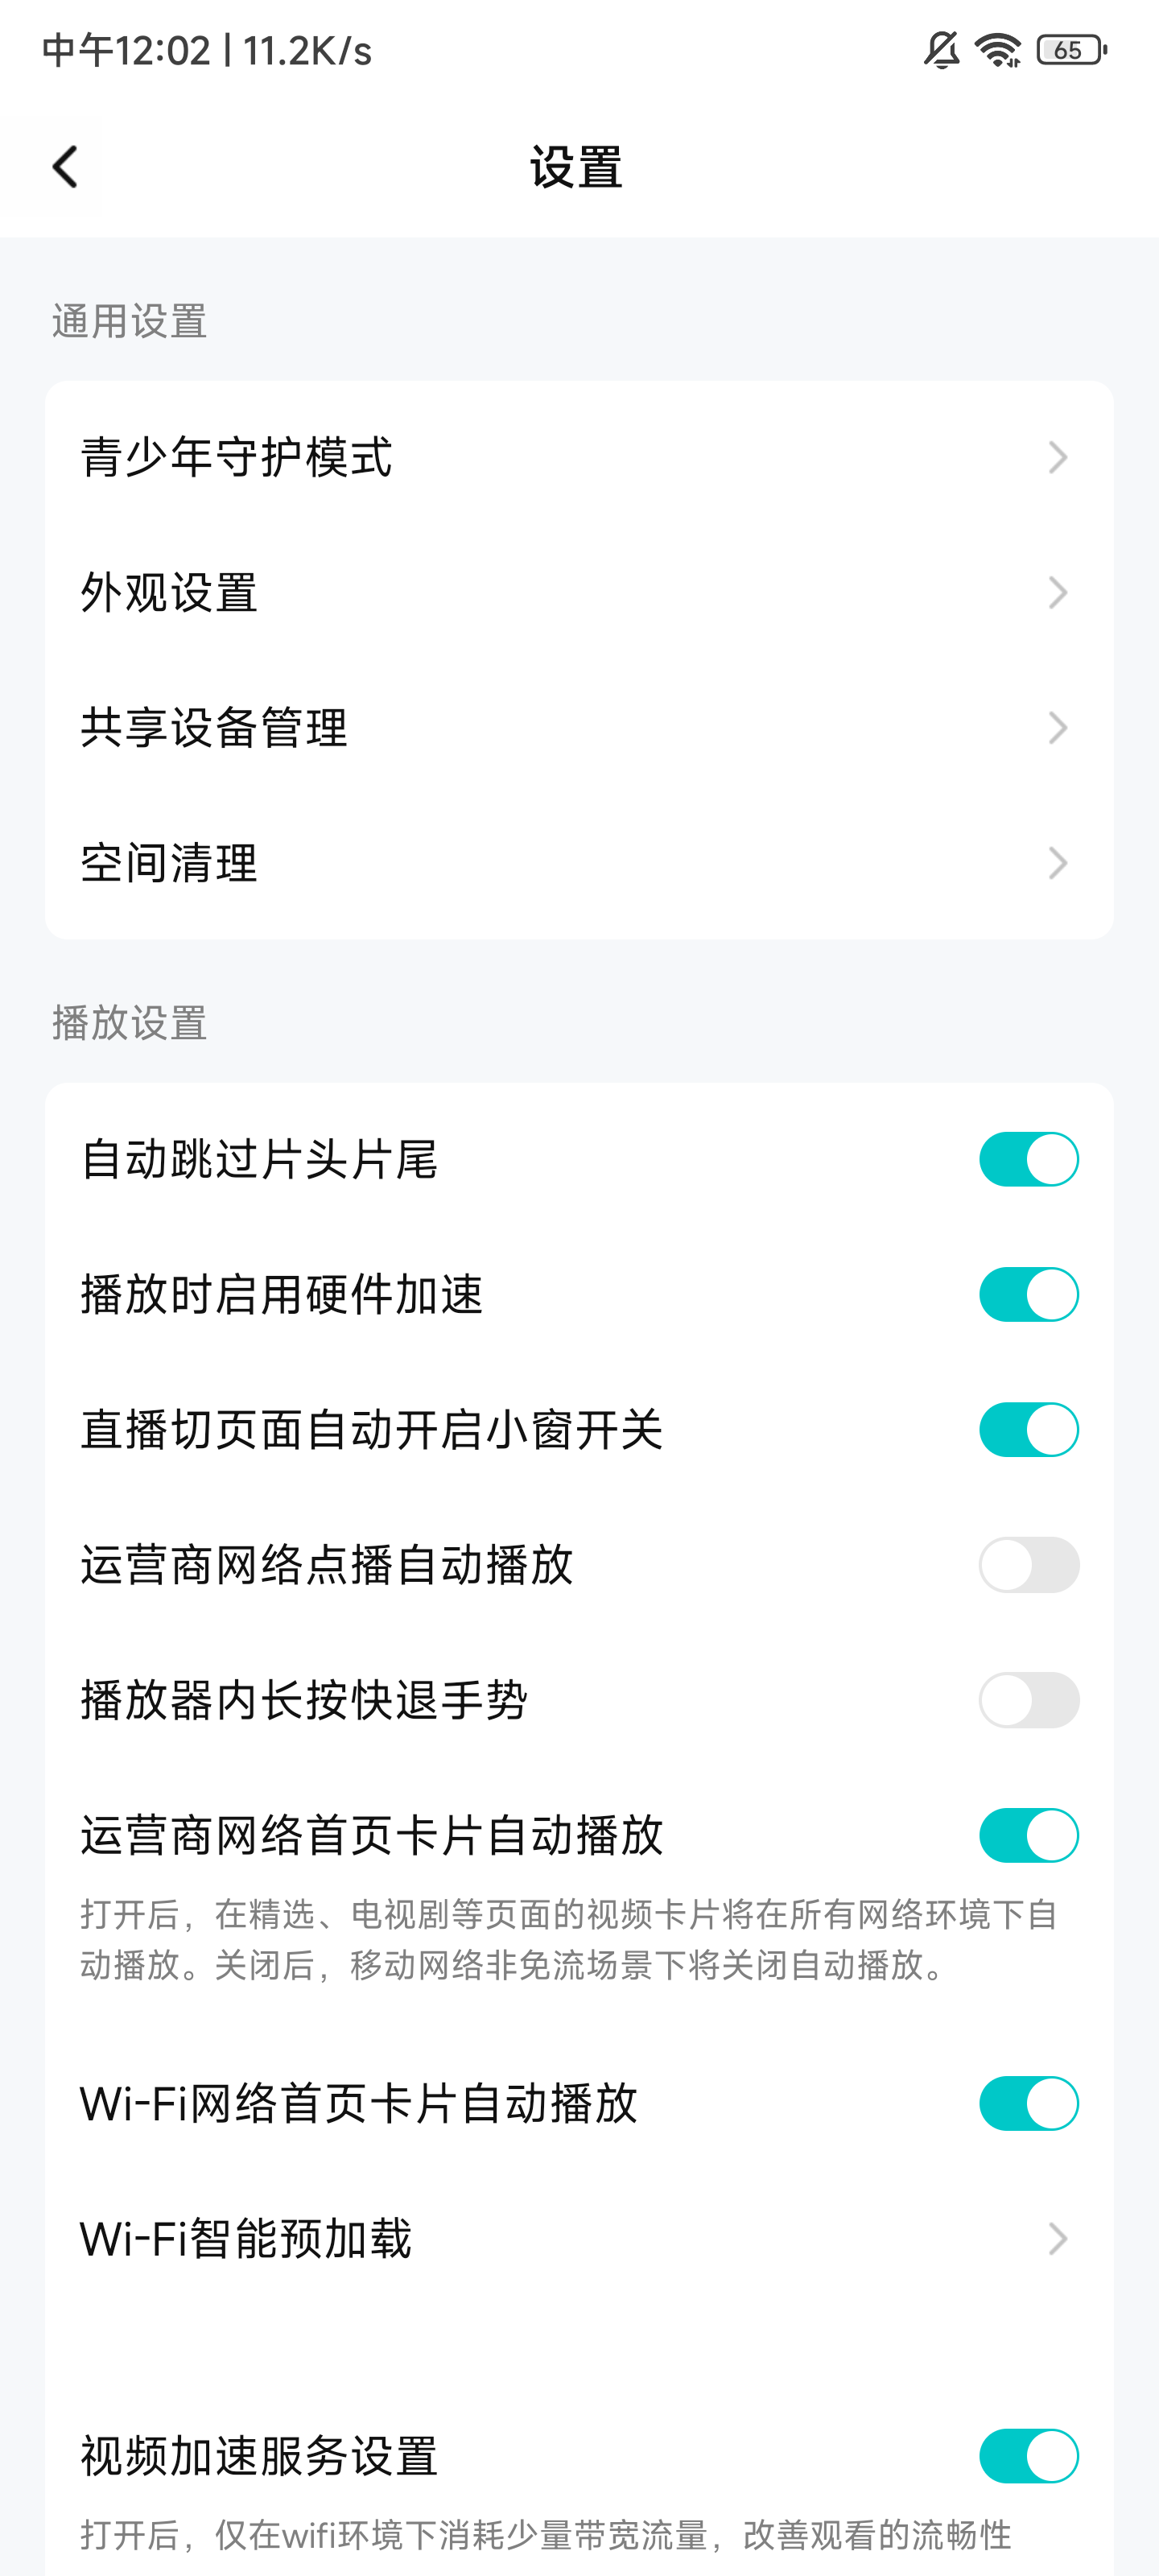 中午12:02 | 11.2K/s
65
设置
通用设置
青少年守护模式
外观设置
共享设备管理
空间清理
播放设置
自动跳过片头片尾
播放时启用硬件加速
直播切页面自动开启小窗开关
运营商网络点播自动播放
播放器内长按快退手势
运营商网络首页卡片自动播放
打开后，在精选、电视剧等页面的视频卡片将在所有网络环境下自
动播放。关闭后，移动网络非免流场景下将关闭自动播放。
Wi-Fi网络首页卡片自动播放
Wi-Fi智能预加载
视频加速服务设置
打开后，仅在wifi环境下消耗少量带宽流量，改善观看的流畅性